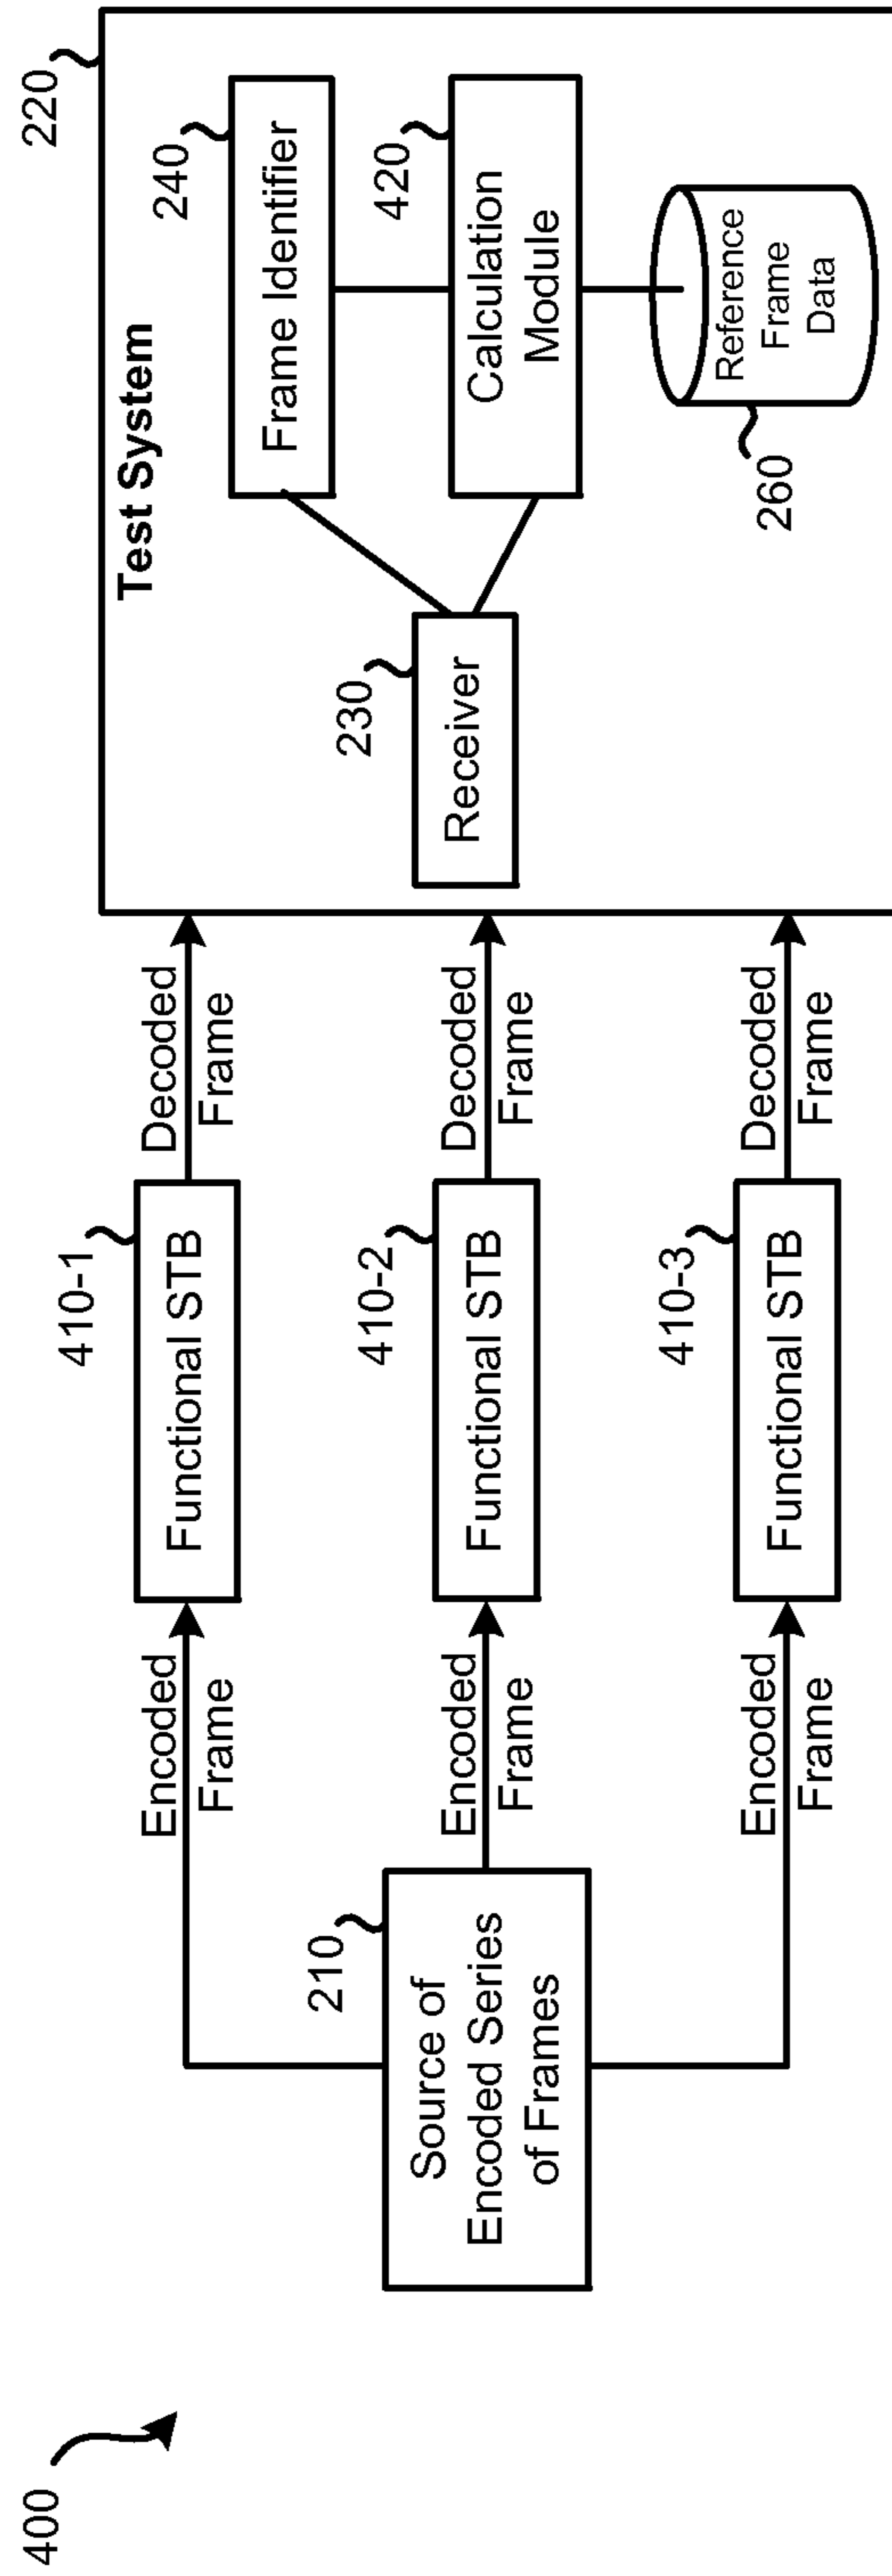 400
210
Source of
Encoded Series
of Frames
Encoded
Frame
Encoded
Frame
Encoded
Frame
410-1
Functional STB
410-2
Functional STB
410-3
Functional STB
Decoded
Frame
Decoded
Frame
Decoded
Frame
220
Test System
230
Receiver
240
Frame Identifier
420
Calculation
Module
260
Reference
Frame
Data